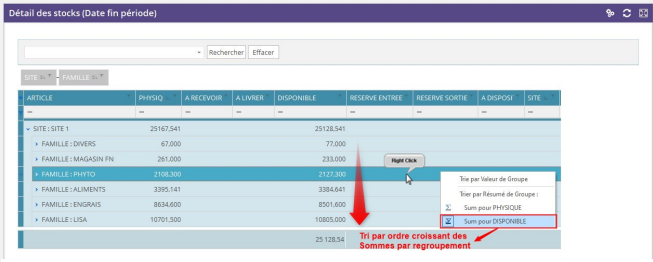 Détail des stocks (Date fin période)
Rechercher Effacer
SITE FAMILLE
ARTICLE PHYSIQ A RECEVOIR A LIVRER DISPONIBLE RESERVE ENTREE RESERVE SORTIE A DISPOSI SITE
SITE : SITE 1 25167,541 25128,541
FAMILLE : DIVERS 67,000 77,000
FAMILLE : MAGASIN FN 261,000 233,000
Right Click
FAMILLE : PHYTO 2108,300 2127,300
Trie par Valeur de Groupe
FAMILLE : ALIMENTS 3395,141 3384,641
Trier par Résumé de Groupe :
FAMILLE : ENGRAIS 8634,600 8501,600
Σ Sum pour PHYSIQUE
FAMILLE : LISA 10701,500 10805,000
Σ Sum pour DISPONIBLE
25 128,54
Tri par ordre croissant des
Sommes par regroupement